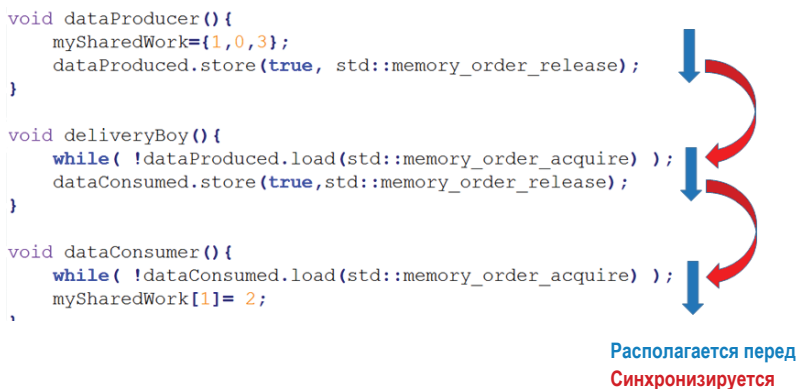 void dataProducer(){
    mySharedWork={1,0,3};
    dataProduced.store(true, std::memory_order_release);
}
void deliveryBoy(){
    while( !dataProduced.load(std::memory_order_acquire) );
    dataConsumed.store(true,std::memory_order_release);
}
void dataConsumer(){
    while( !dataConsumed.load(std::memory_order_acquire) );
    mySharedWork[1]= 2;
Располагается перед
Синхронизируется